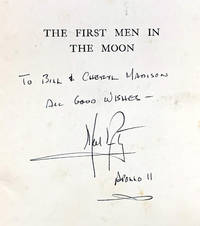 THE FIRST MEN IN
THE MOON
TO BILL & CHERYL MADISON
ALL GOOD WISHES —
APOLLO 11